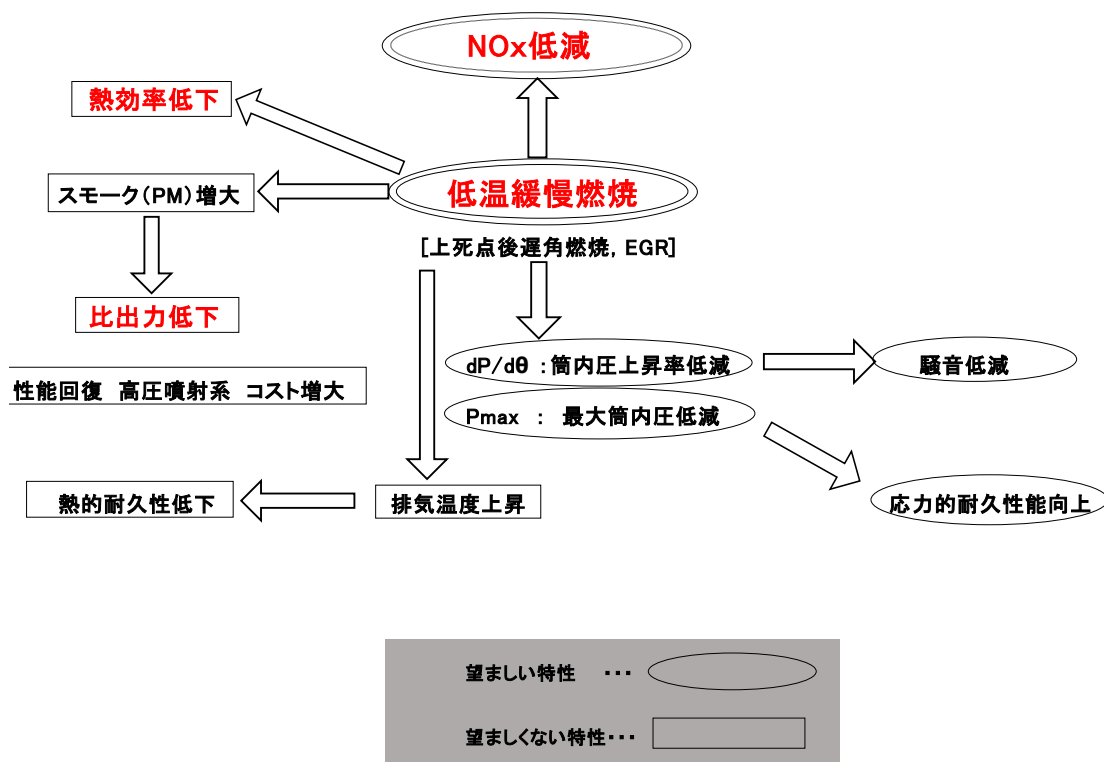 NOx低減
熱効率低下
スモーク(PM)増大
低温緩慢燃焼
[上死点後遅角燃焼, EGR]
比出力低下
dP/dθ :筒内圧上昇率低減
騒音低減
性能回復 高圧噴射系 コスト増大
Pmax : 最大筒内圧低減
熱的耐久性低下
排気温度上昇
応力的耐久性能向上
望ましい特性 ・・・
望ましくない特性・・・